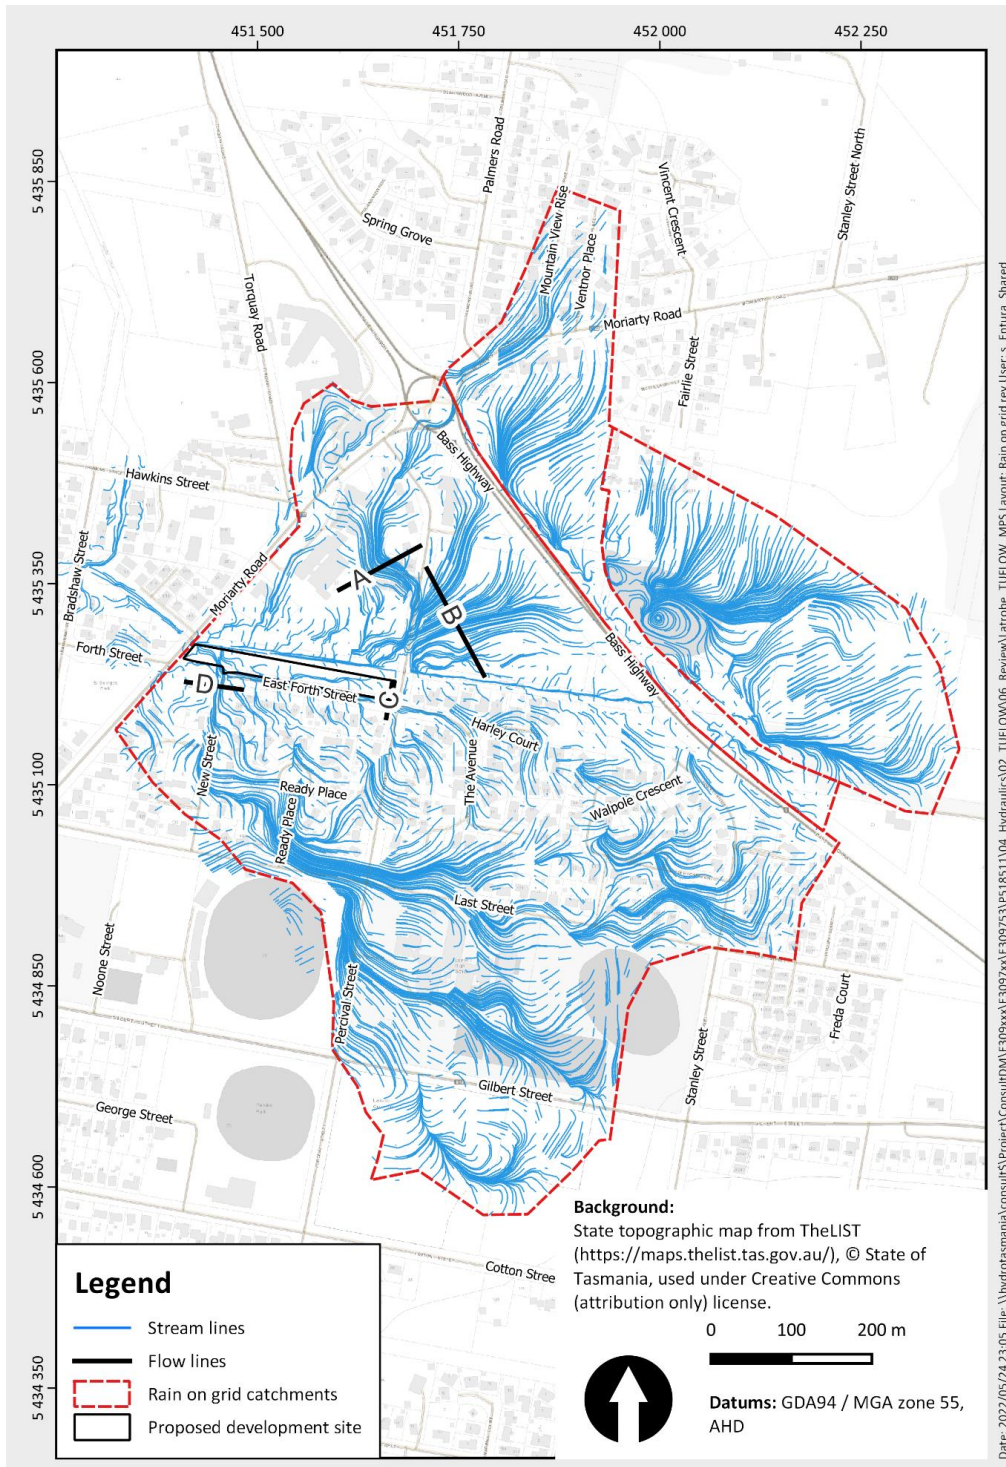 451 500
451 750
452 000
452 250
5 435 850
5 435 600
5 435 350
5 435 100
5 434 850
5 434 600
5 434 350
Palmers Road
Stanley Street North
Vincent Crescent
Spring Grove
Mountain View Rise
Ventnor Place
Torquay Road
Moriarty Road
Fairlie Street
Bass Highway
Hawkins Street
Bradshaw Street
Moriarty Road
A
B
Forth Street
Bass Highway
D
East Forth Street
C
Harley Court
New Street
The Avenue
Ready Place
Walpole Crescent
Ready Place
Last Street
Noone Street
Percival Street
Freda Court
Stanley Street
Gilbert Street
George Street
Cotton Stree
Background:
State topographic map from TheLIST
(https://maps.thelist.tas.gov.au/), © State of
Tasmania, used under Creative Commons
(attribution only) license.
0 100 200 m
Datums: GDA94 / MGA zone 55,
AHD
Legend
Stream lines
Flow lines
Rain on grid catchments
Proposed development site